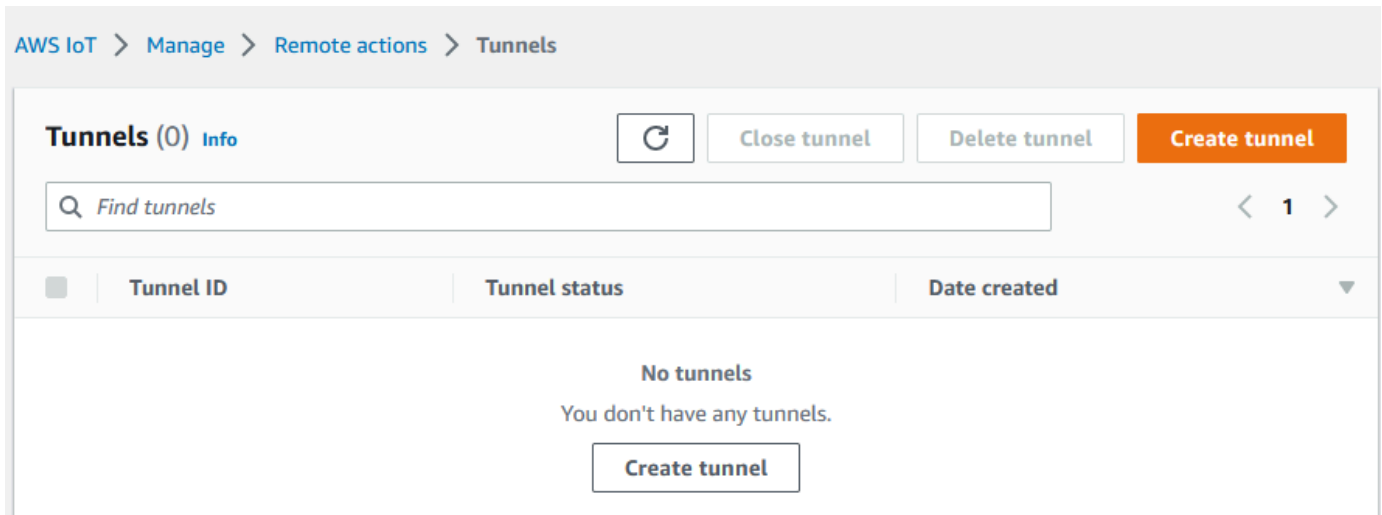 AWS IoT > Manage > Remote actions > Tunnels
Tunnels (0) Info
Close tunnel
Delete tunnel
Create tunnel
Find tunnels
< 1 >
Tunnel ID
Tunnel status
Date created
No tunnels
You don't have any tunnels.
Create tunnel